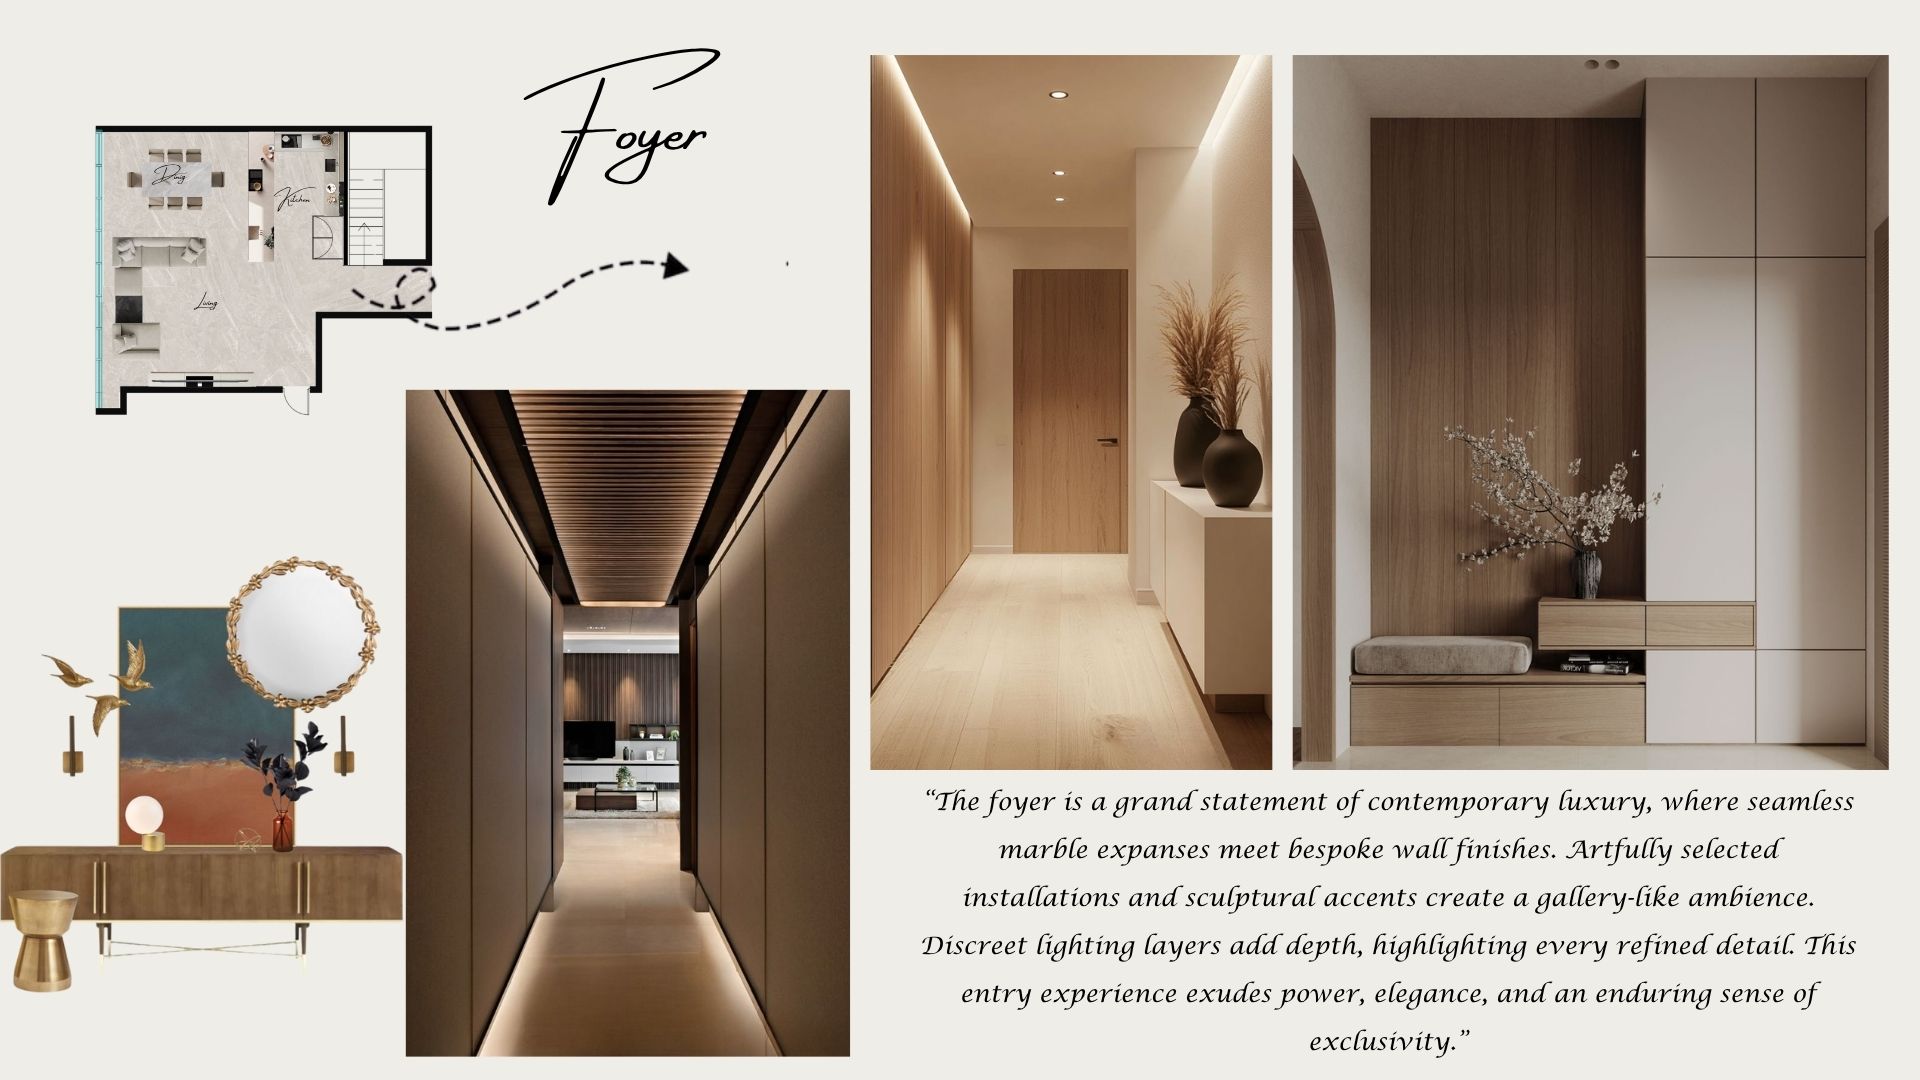 Foyer
Dinig
Kitchen
Living
“The foyer is a grand statement of contemporary luxury, where seamless
marble expanses meet bespoke wall finishes. Artfully selected
installations and sculptural accents create a gallery-like ambience.
Discreet lighting layers add depth, highlighting every refined detail. This
entry experience exudes power, elegance, and an enduring sense of
exclusivity.”